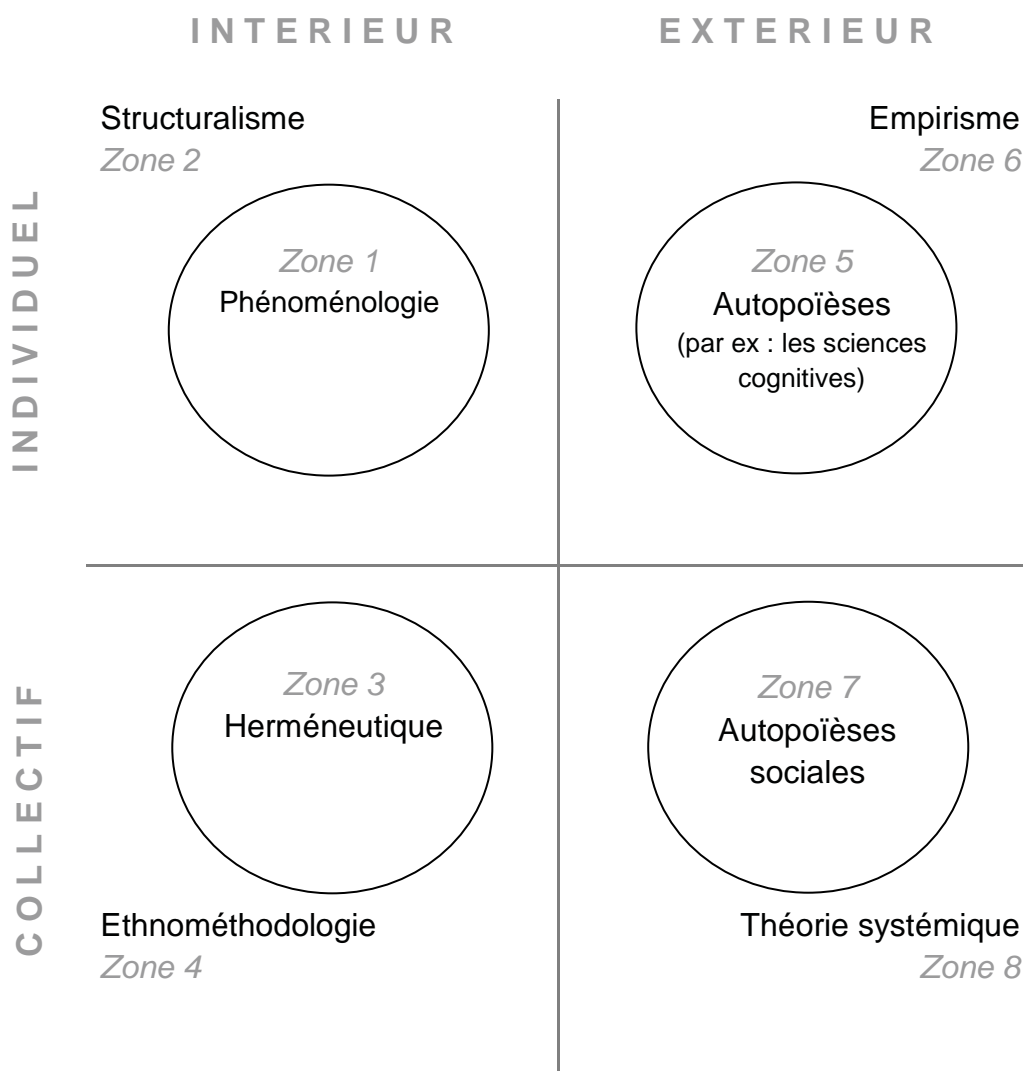 INTERIEUR
EXTERIEUR
INDIVIDUEL
Structuralisme
Zone 2
Zone 1
Phénoménologie
Empirisme
Zone 6
Zone 5
Autopoïèses
(par ex : les sciences
cognitives)
COLLECTIF
Zone 3
Herméneutique
Ethnométhodologie
Zone 4
Zone 7
Autopoïèses
sociales
Théorie systémique
Zone 8